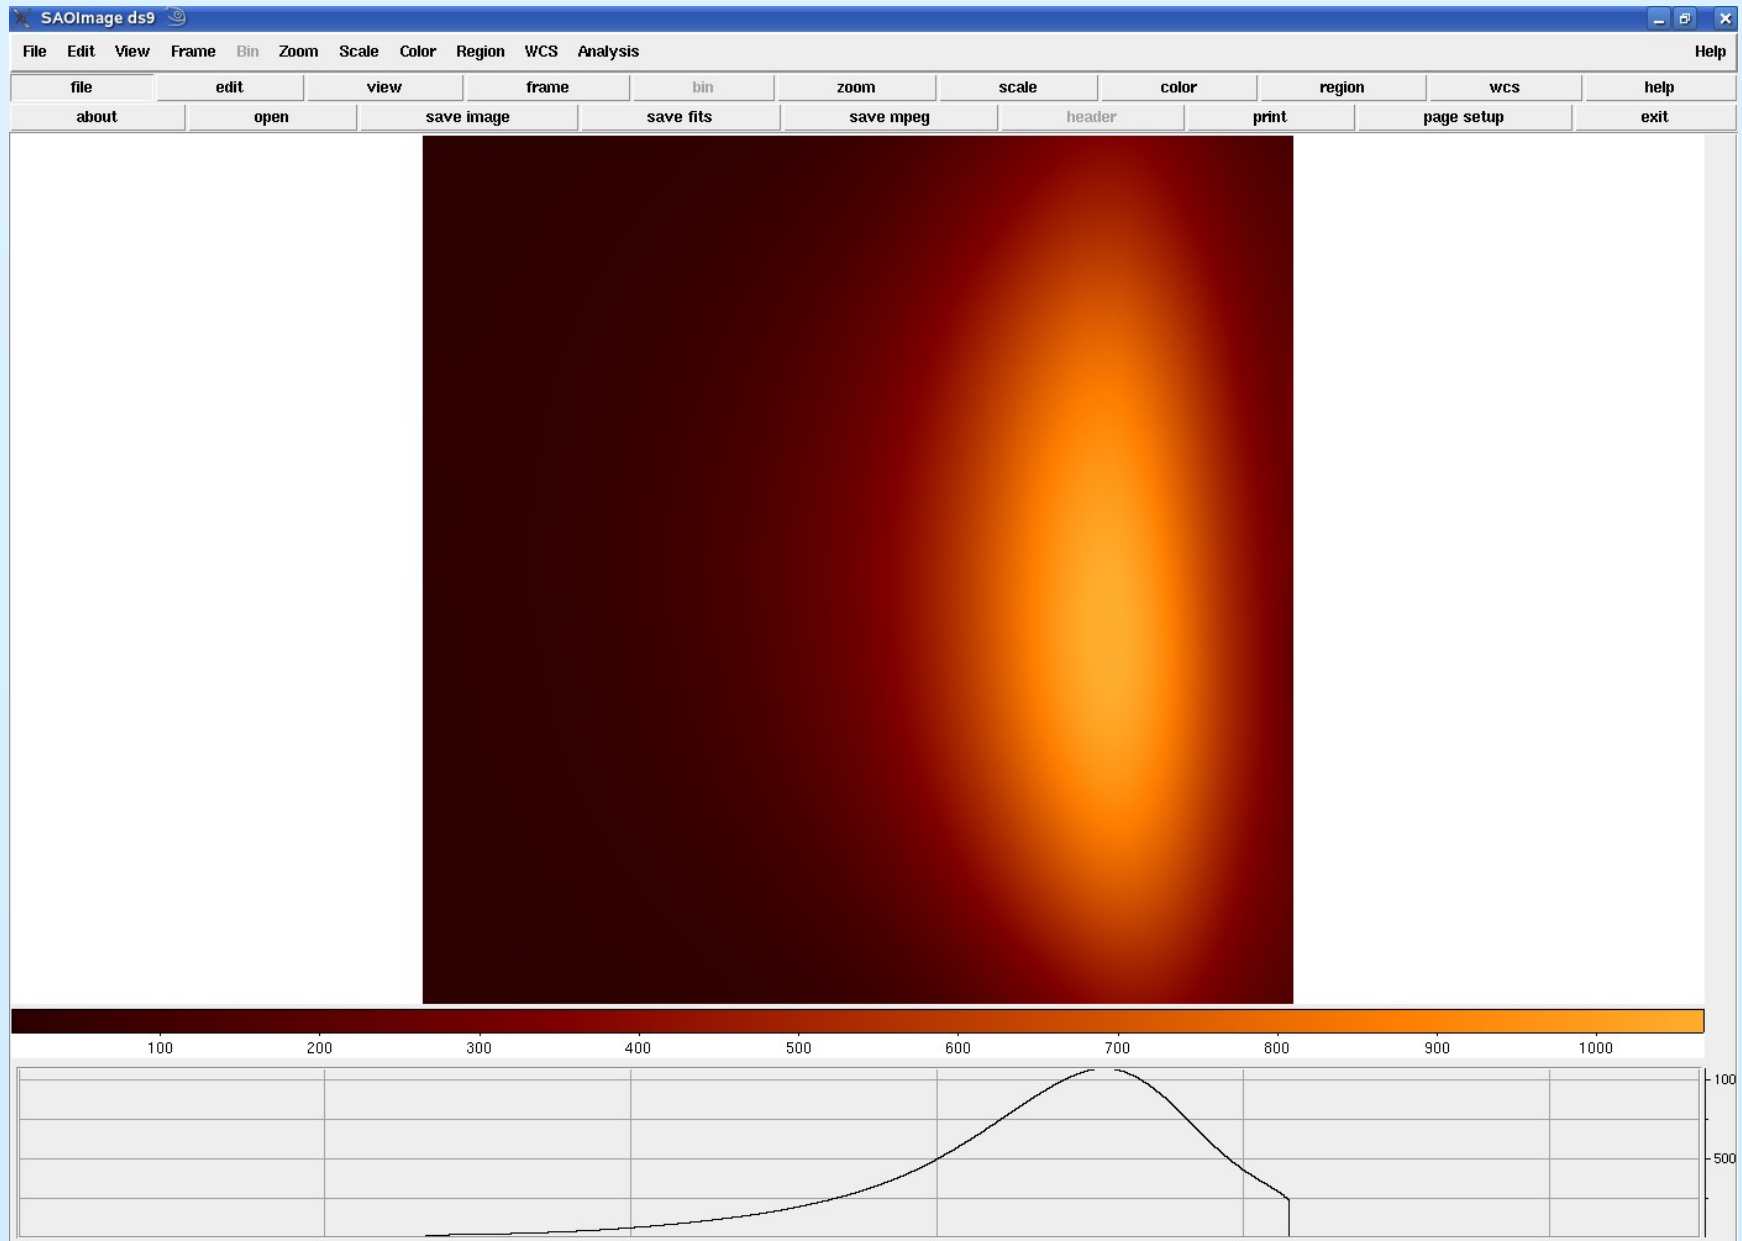 SAOImage ds9
File Edit View Frame Bin Zoom Scale Color Region WCS Analysis Help
file edit view frame bin zoom scale color region wcs help
about open save image save fits save mpeg header print page setup exit
100 200 300 400 500 600 700 800 900 1000
100
500